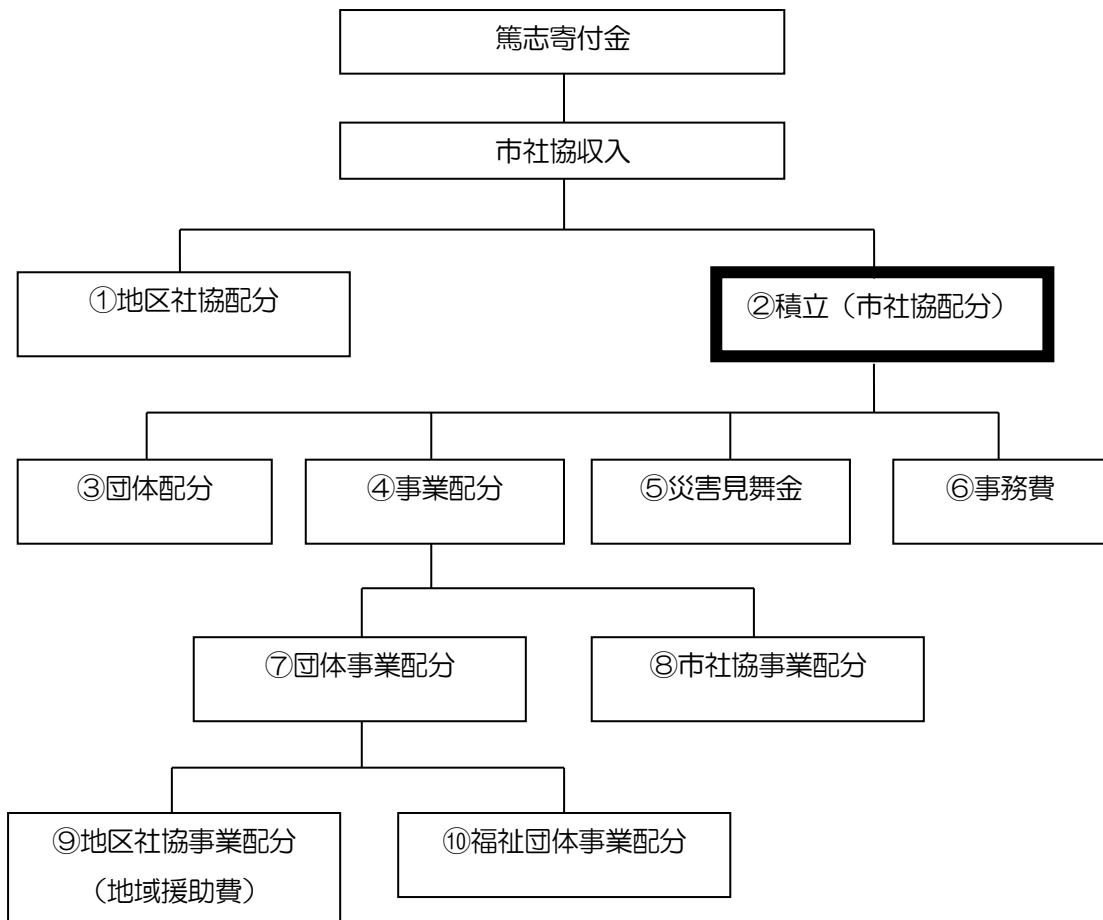 篤志寄付金
市社協収入
①地区社協配分
②積立（市社協配分）
③団体配分
④事業配分
⑤災害見舞金
⑥事務費
⑦団体事業配分
⑧市社協事業配分
⑨地区社協事業配分
（地域援助費）
⑩福祉団体事業配分